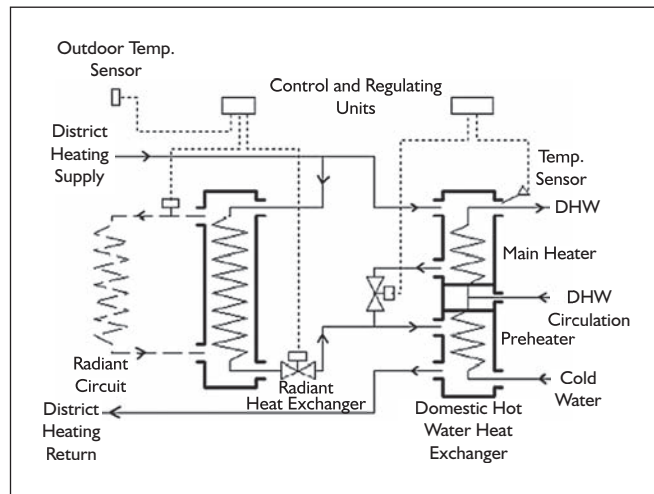 Outdoor Temp.
Sensor
Control and Regulating
Units
District
Heating
Supply
Temp.
Sensor
DHW
Main Heater
DHW
Circulation
Preheater
Radiant
Circuit
Radiant
Heat Exchanger
Cold
Water
District
Heating
Return
Domestic Hot
Water Heat
Exchanger